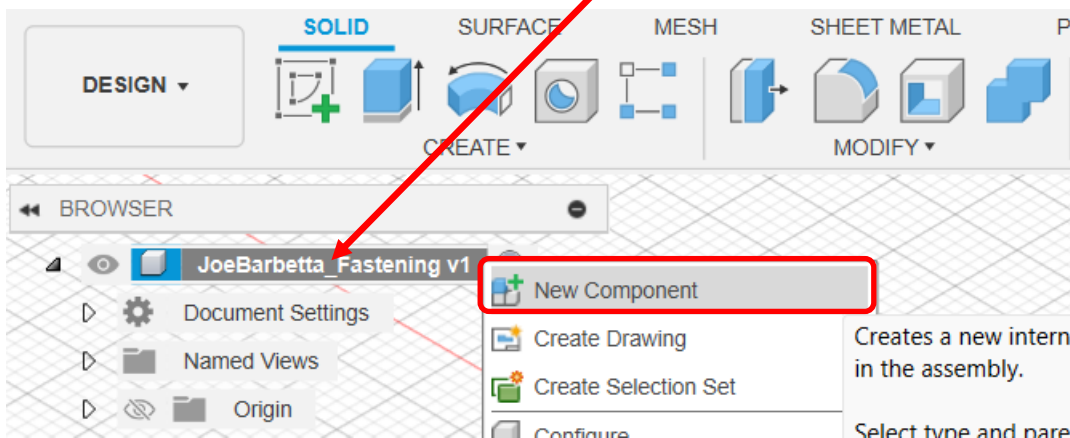 SOLID SURFACE MESH SHEET METAL P
DESIGN
CREATE MODIFY
BROWSER
JoeBarbetta_Fastening v1
New Component
Document Settings
Create Drawing
Creates a new intern
in the assembly.
Named Views
Create Selection Set
Origin
Configure
Select type and pare